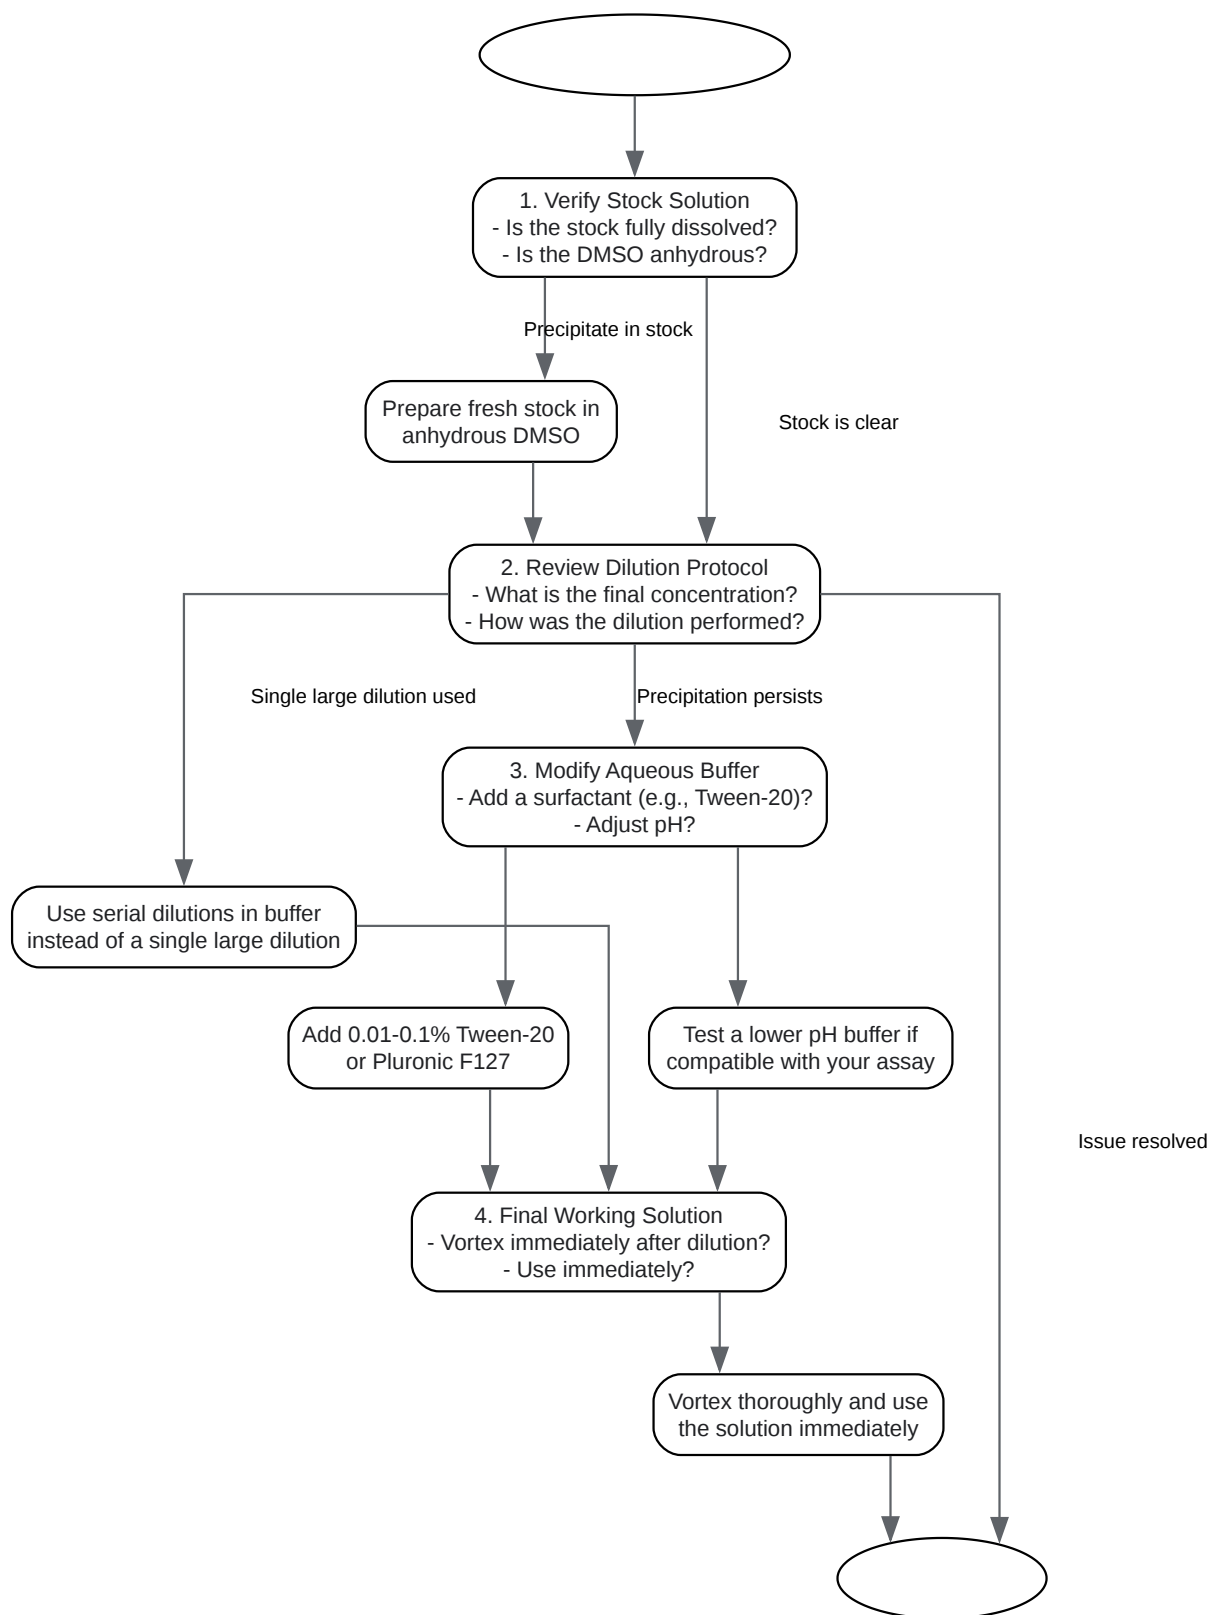 1. Verify Stock Solution
- Is the stock fully dissolved?
- Is the DMSO anhydrous?
Precipitate in stock
Prepare fresh stock in
anhydrous DMSO
Stock is clear
2. Review Dilution Protocol
- What is the final concentration?
- How was the dilution performed?
Single large dilution used
Precipitation persists
3. Modify Aqueous Buffer
- Add a surfactant (e.g., Tween-20)?
- Adjust pH?
Use serial dilutions in buffer
instead of a single large dilution
Add 0.01-0.1% Tween-20
or Pluronic F127
Test a lower pH buffer if
compatible with your assay
Issue resolved
4. Final Working Solution
- Vortex immediately after dilution?
- Use immediately?
Vortex thoroughly and use
the solution immediately